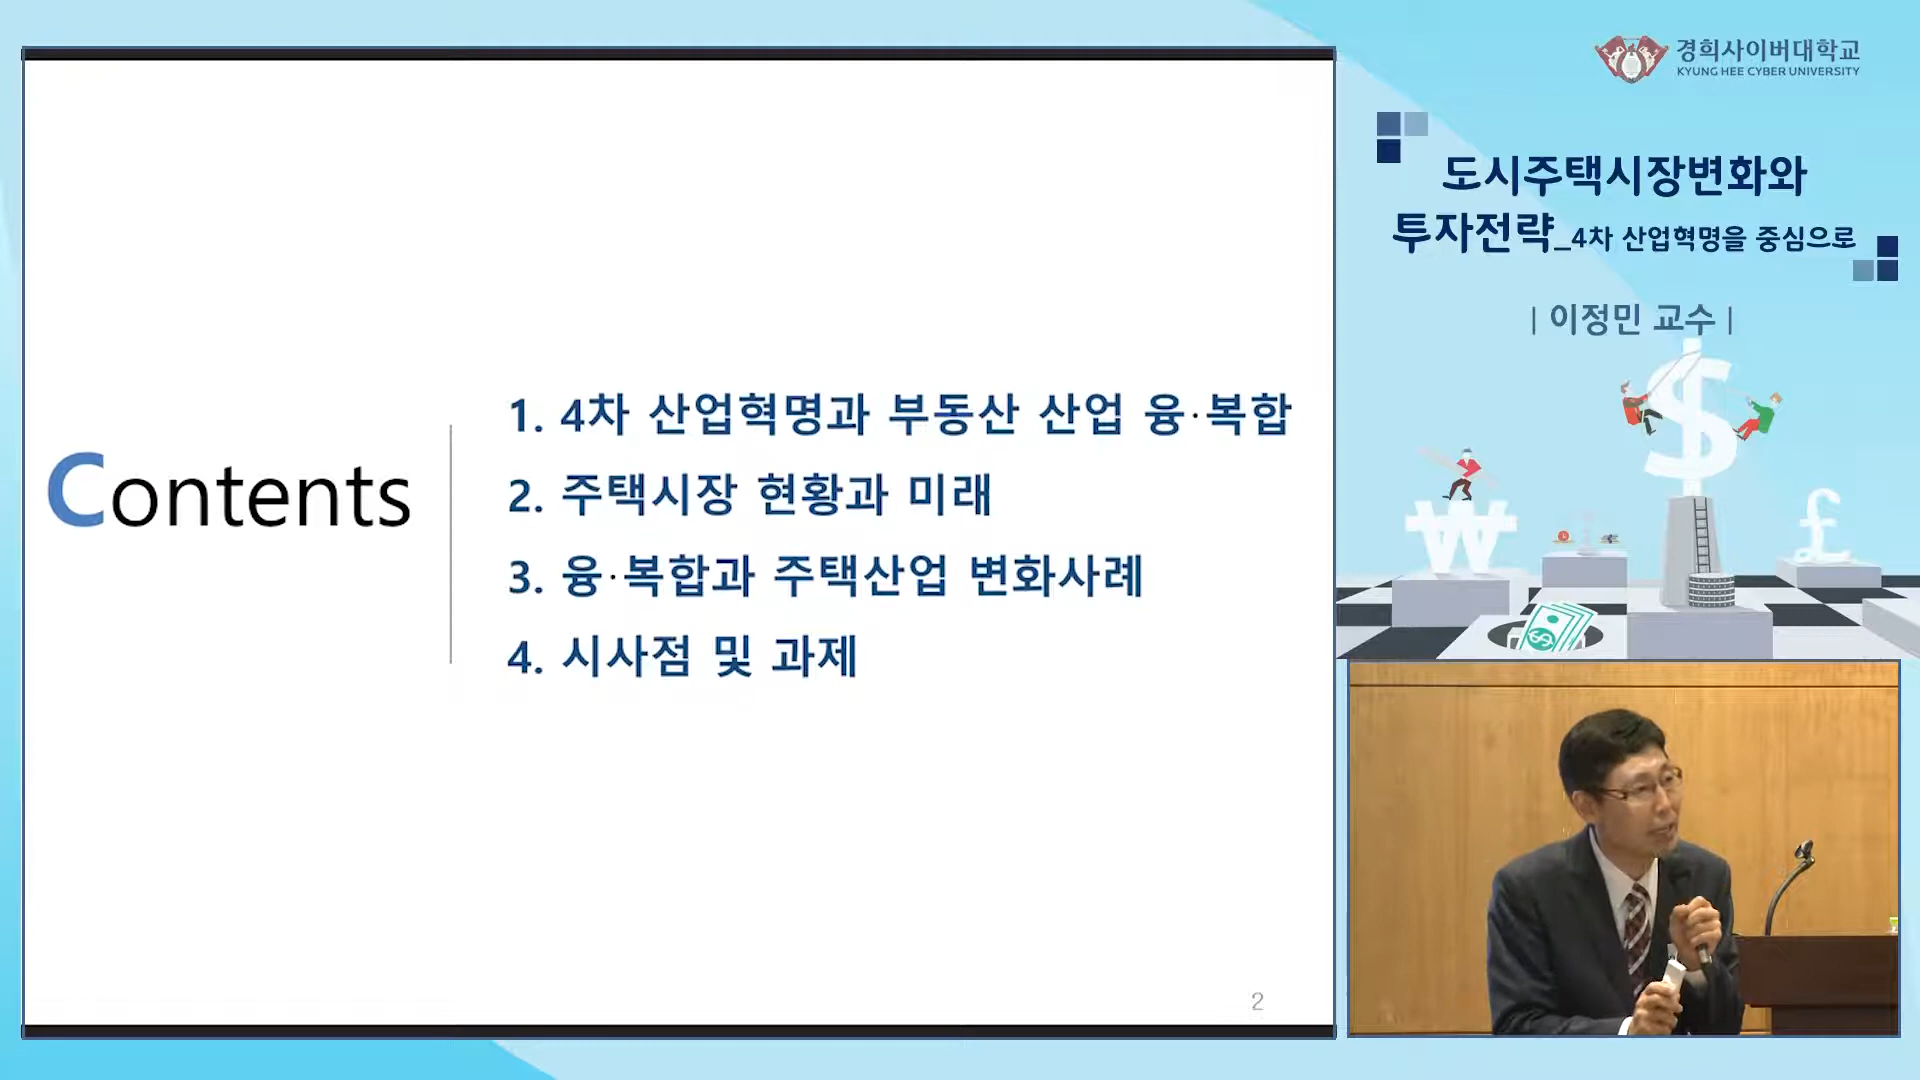 경희사이버대학교
KYUNG HEE CYBER UNIVERSITY
도시주택시장변화와
투자전략_4차 산업혁명을 중심으로
| 이정민 교수 |
Contents
1. 4차 산업혁명과 부동산 산업 융·복합
2. 주택시장 현황과 미래
3. 융·복합과 주택산업 변화사례
4. 시사점 및 과제
2